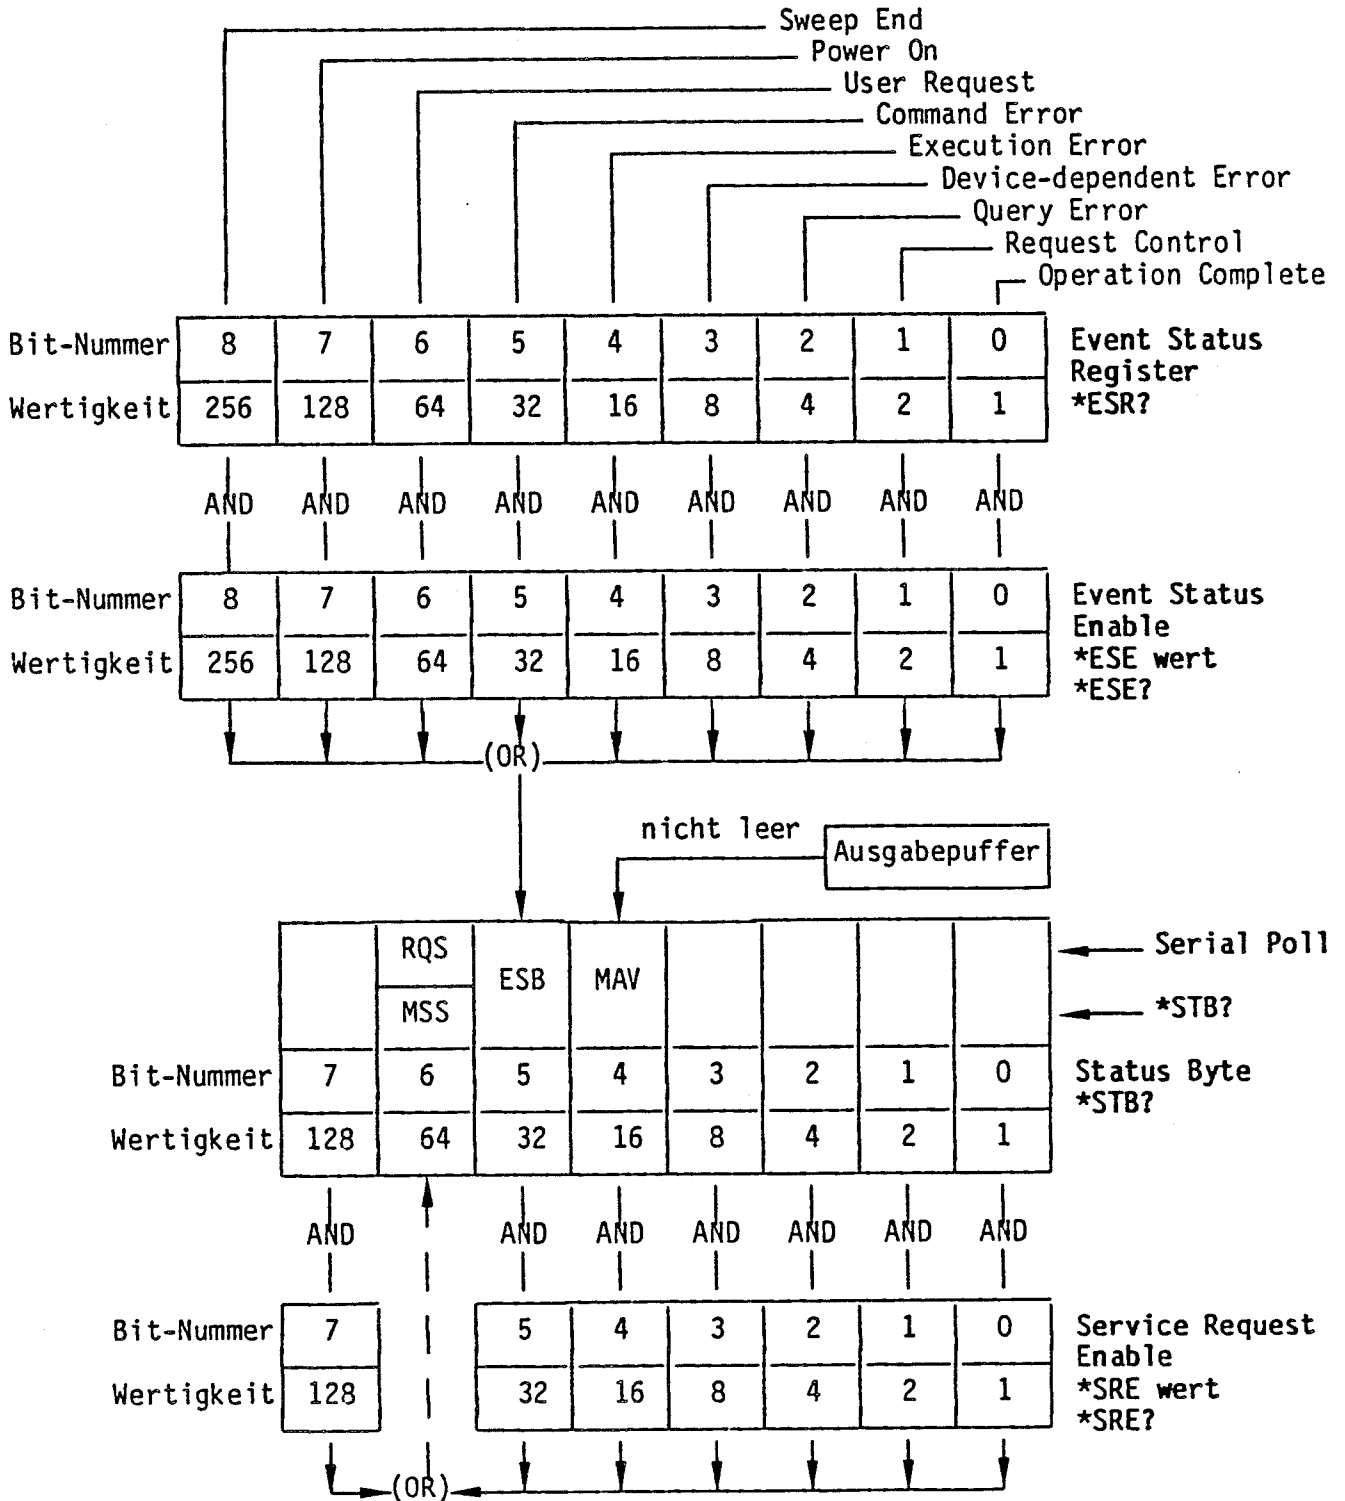 Sweep End
Power On
User Request
Command Error
Execution Error
Device-dependent Error
Query Error
Request Control
Operation Complete
Bit-Nummer 8 7 6 5 4 3 2 1 0 Event Status
Register
Wertigkeit 256 128 64 32 16 8 4 2 1 *ESR?
AND AND AND AND AND AND AND AND AND
Bit-Nummer 8 7 6 5 4 3 2 1 0 Event Status
Enable
Wertigkeit 256 128 64 32 16 8 4 2 1 *ESE wert
*ESE?
(OR)
nicht leer
Ausgabepuffer
RQS
ESB MAV
MSS
Serial Poll
*STB?
Bit-Nummer 7 6 5 4 3 2 1 0 Status Byte
*STB?
Wertigkeit 128 64 32 16 8 4 2 1
AND AND AND AND AND AND AND
Bit-Nummer 7 5 4 3 2 1 0 Service Request
Enable
Wertigkeit 128 32 16 8 4 2 1 *SRE wert
*SRE?
(OR)